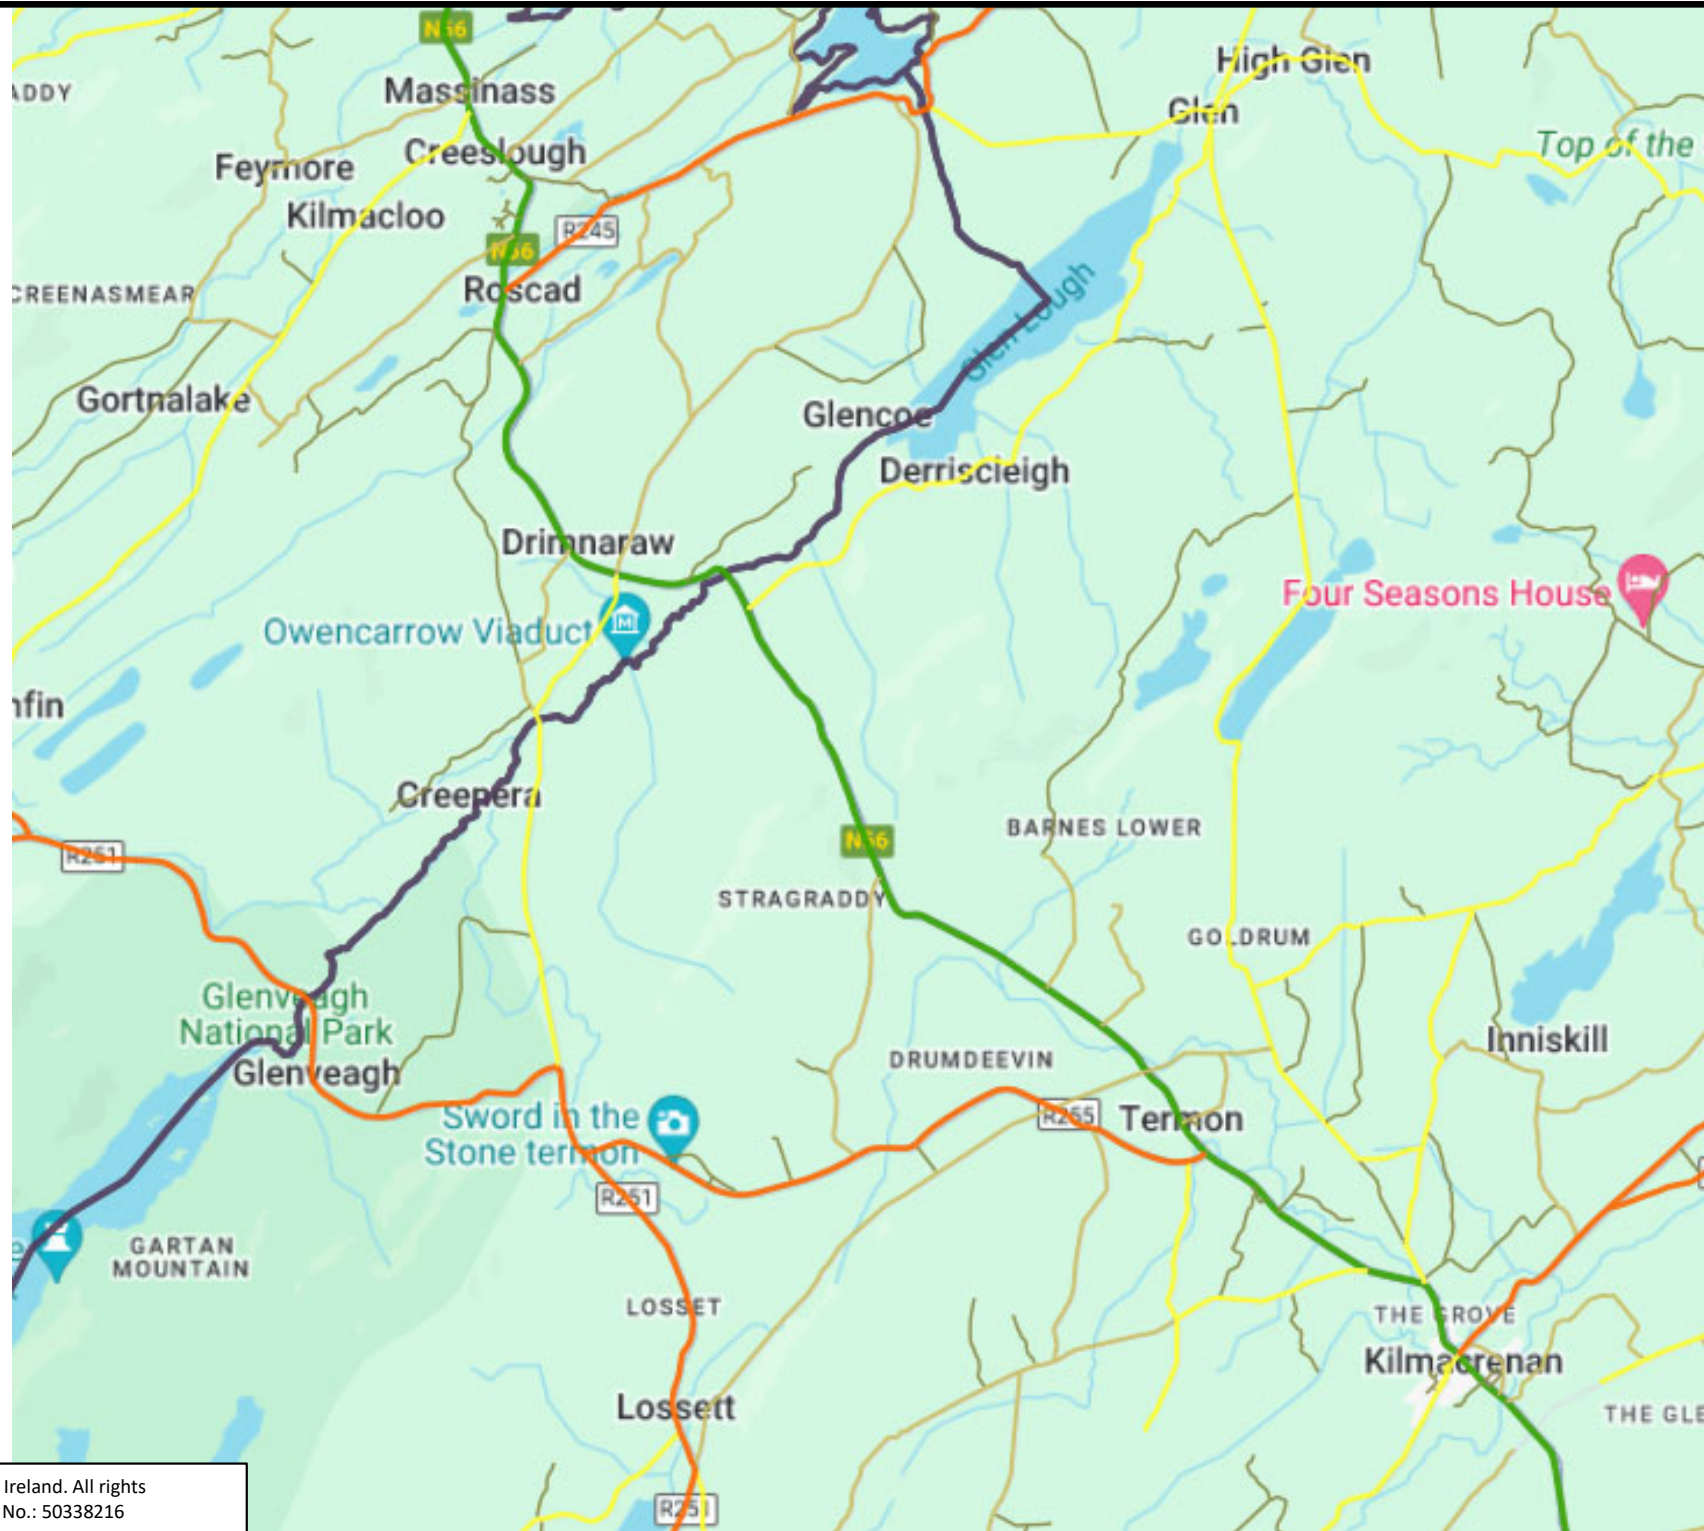 N56
High Glen
ADDY
Massinass
Glen
Top of the
Creeslough
Feymore
Kilmacloo
R245
N56
Roscad
CREENASMEAR
Glen Lough
Gortnalake
Glencoe
Derriscleigh
Drimnaraw
Four Seasons House
Owencarrow Viaduct
nfin
Creepera
BARNES LOWER
N56
R251
STRAGRADDY
GOLDRUM
Glenveagh
National Park
Inniskill
Glenveagh
DRUMDEEVIN
Sword in the
Stone termon
R255
Termon
R251
GARTAN
MOUNTAIN
LOSSET
THE GROVE
Kilmacrenan
Lossett
THE GLE
Ireland. All rights
No.: 50338216
R251